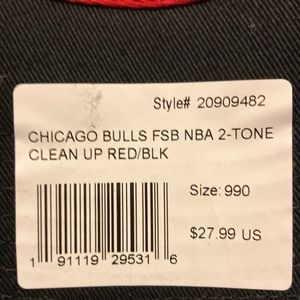 Style# 20909482
CHICAGO BULLS FSB NBA 2-TONE
CLEAN UP RED/BLK
Size: 990
$27.99 US
1 91119 29531 6